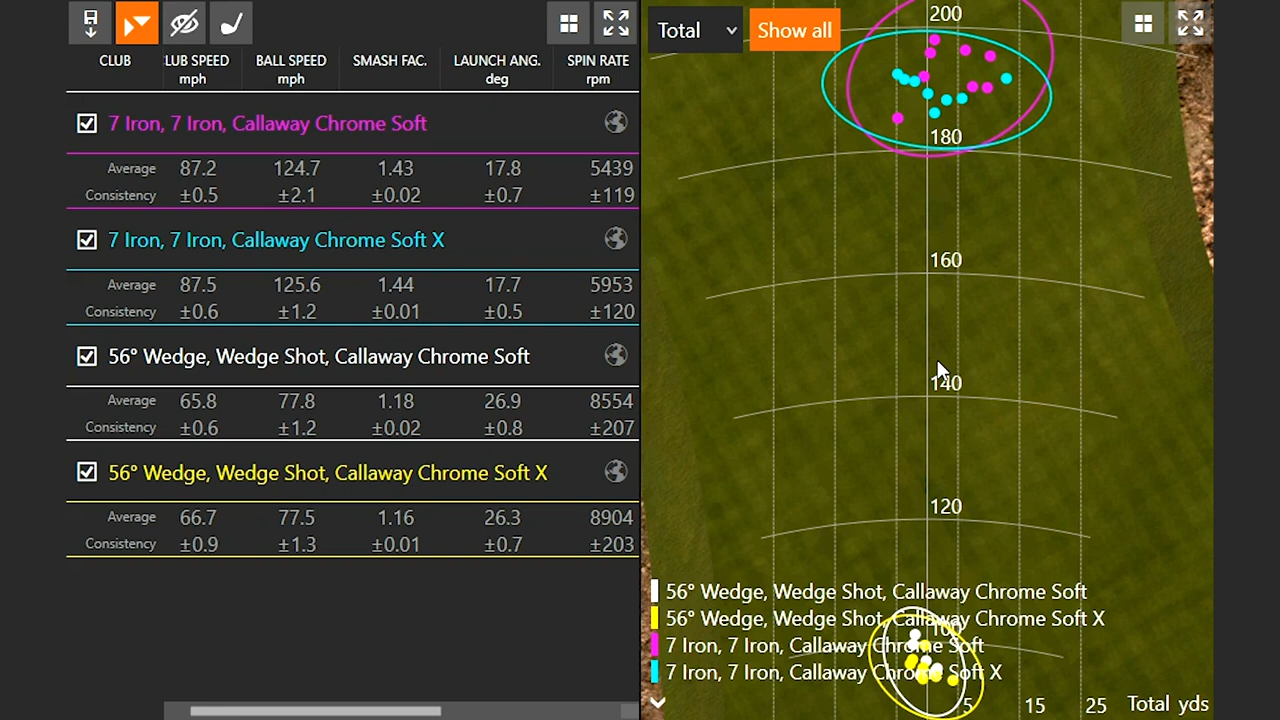 CLUB CLUB SPEED BALL SPEED SMASH FAC. LAUNCH ANG. SPIN RATE
mph mph deg rpm
7 Iron, 7 Iron, Callaway Chrome Soft
Average 87.2 124.7 1.43 17.8 5439
Consistency ±0.5 ±2.1 ±0.02 ±0.7 ±119
7 Iron, 7 Iron, Callaway Chrome Soft X
Average 87.5 125.6 1.44 17.7 5953
Consistency ±0.6 ±1.2 ±0.01 ±0.5 ±120
56° Wedge, Wedge Shot, Callaway Chrome Soft
Average 65.8 77.8 1.18 26.9 8554
Consistency ±0.6 ±1.2 ±0.02 ±0.8 ±207
56° Wedge, Wedge Shot, Callaway Chrome Soft X
Average 66.7 77.5 1.16 26.3 8904
Consistency ±0.9 ±1.3 ±0.01 ±0.7 ±203
Total
Show all
200
180
160
140
120
100
56° Wedge, Wedge Shot, Callaway Chrome Soft
56° Wedge, Wedge Shot, Callaway Chrome Soft X
7 Iron, 7 Iron, Callaway Chrome Soft
7 Iron, 7 Iron, Callaway Chrome Soft X
5 15 25 Total yds